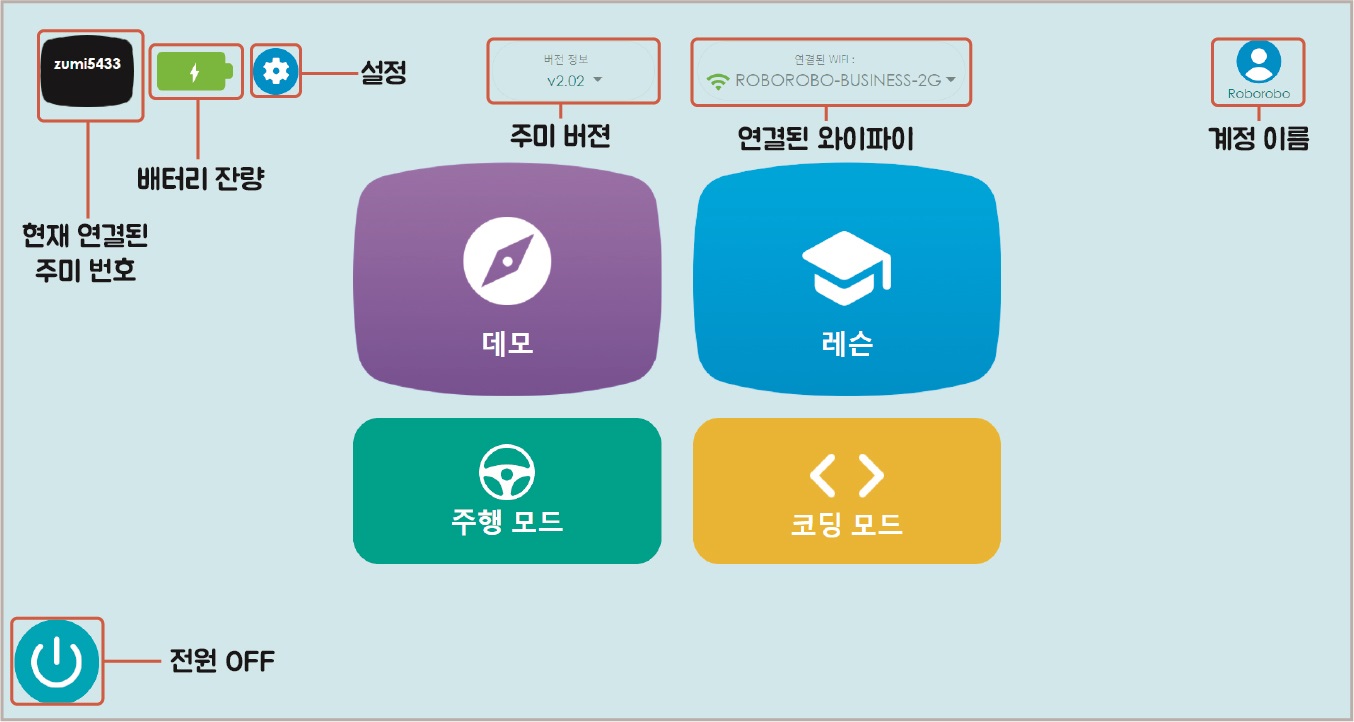 zumi5433
설정
버전 정보
v2.02
연결된 WIFI :
ROBOROBO-BUSINESS-2G
Roborobo
주미 버젼
연결된 와이파이
계정 이름
배터리 잔량
현재 연결된
주미 번호
데모
레슨
주행 모드
코딩 모드
전원 OFF